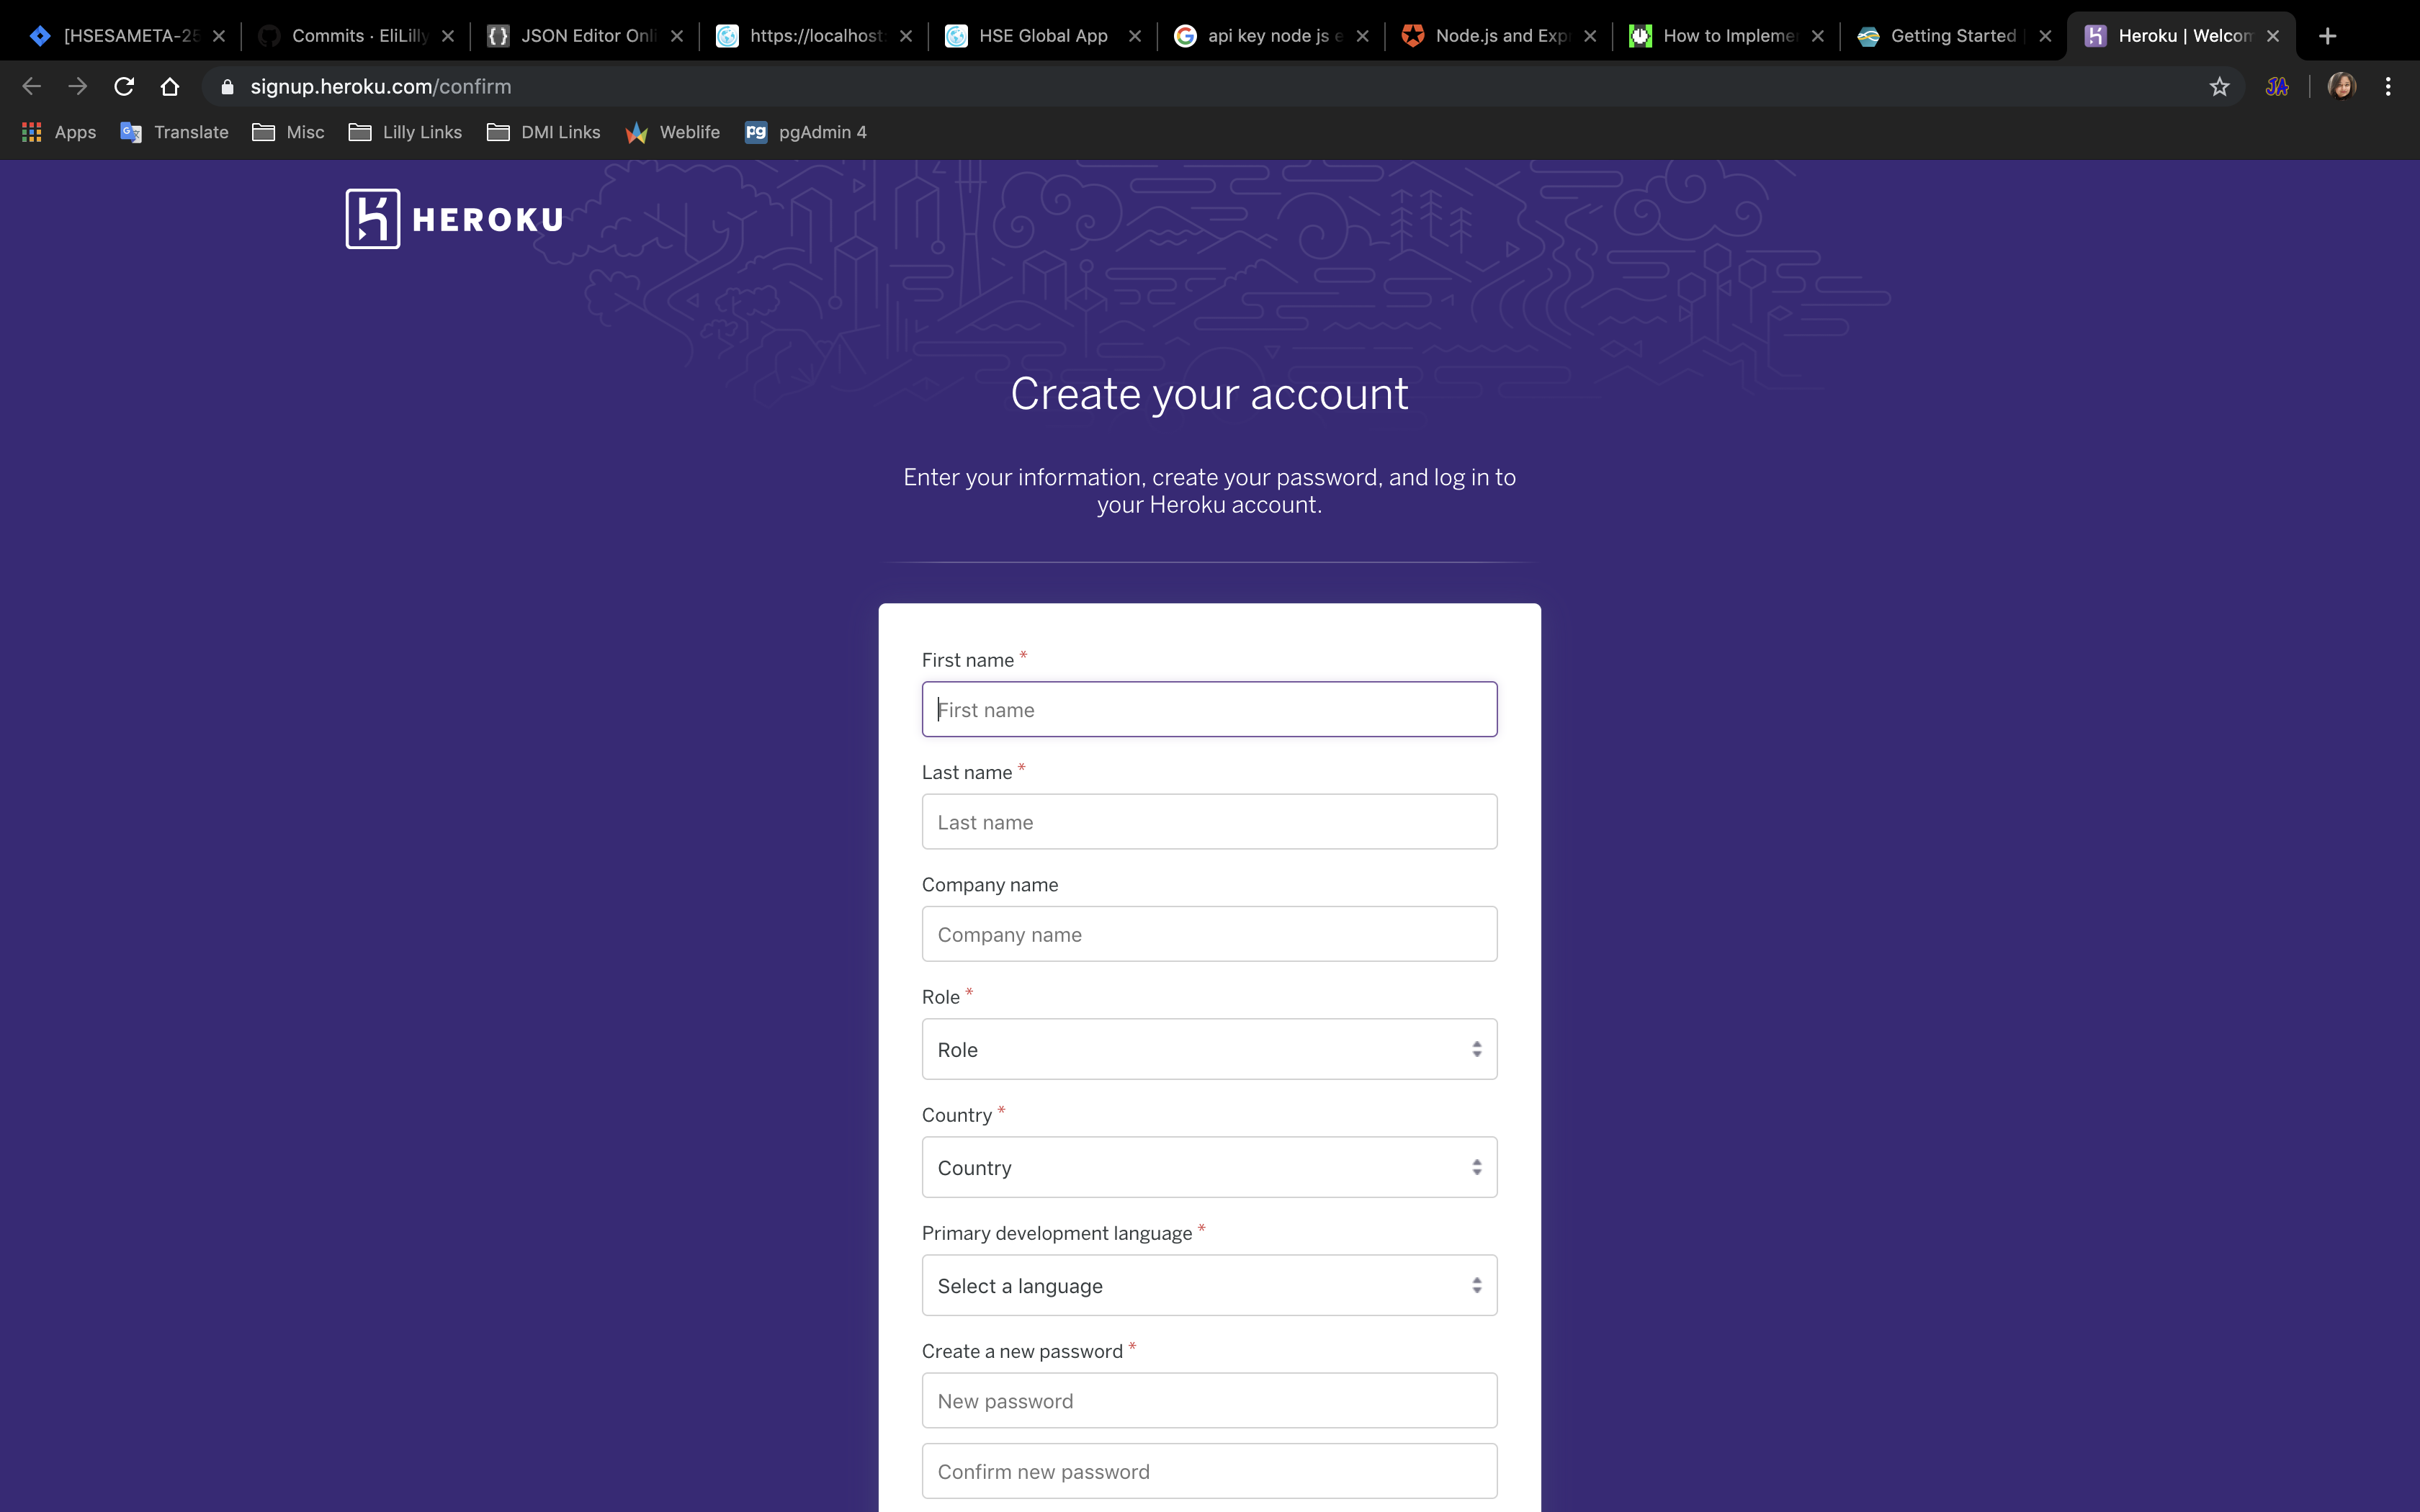 [HSESAMETA-25
Commits · EliLilly
JSON Editor Onli
https://localhost:
HSE Global App
api key node js e
Node.js and Exp
How to Impleme
Getting Started
Heroku | Welcom
signup.heroku.com/confirm
JA
Apps
Translate
Misc
Lilly Links
DMI Links
Weblife
pg pgAdmin 4
HEROKU
Create your account
Enter your information, create your password, and log in to
your Heroku account.
First name *
First name
Last name *
Last name
Company name
Company name
Role *
Role
Country *
Country
Primary development language *
Select a language
Create a new password *
New password
Confirm new password